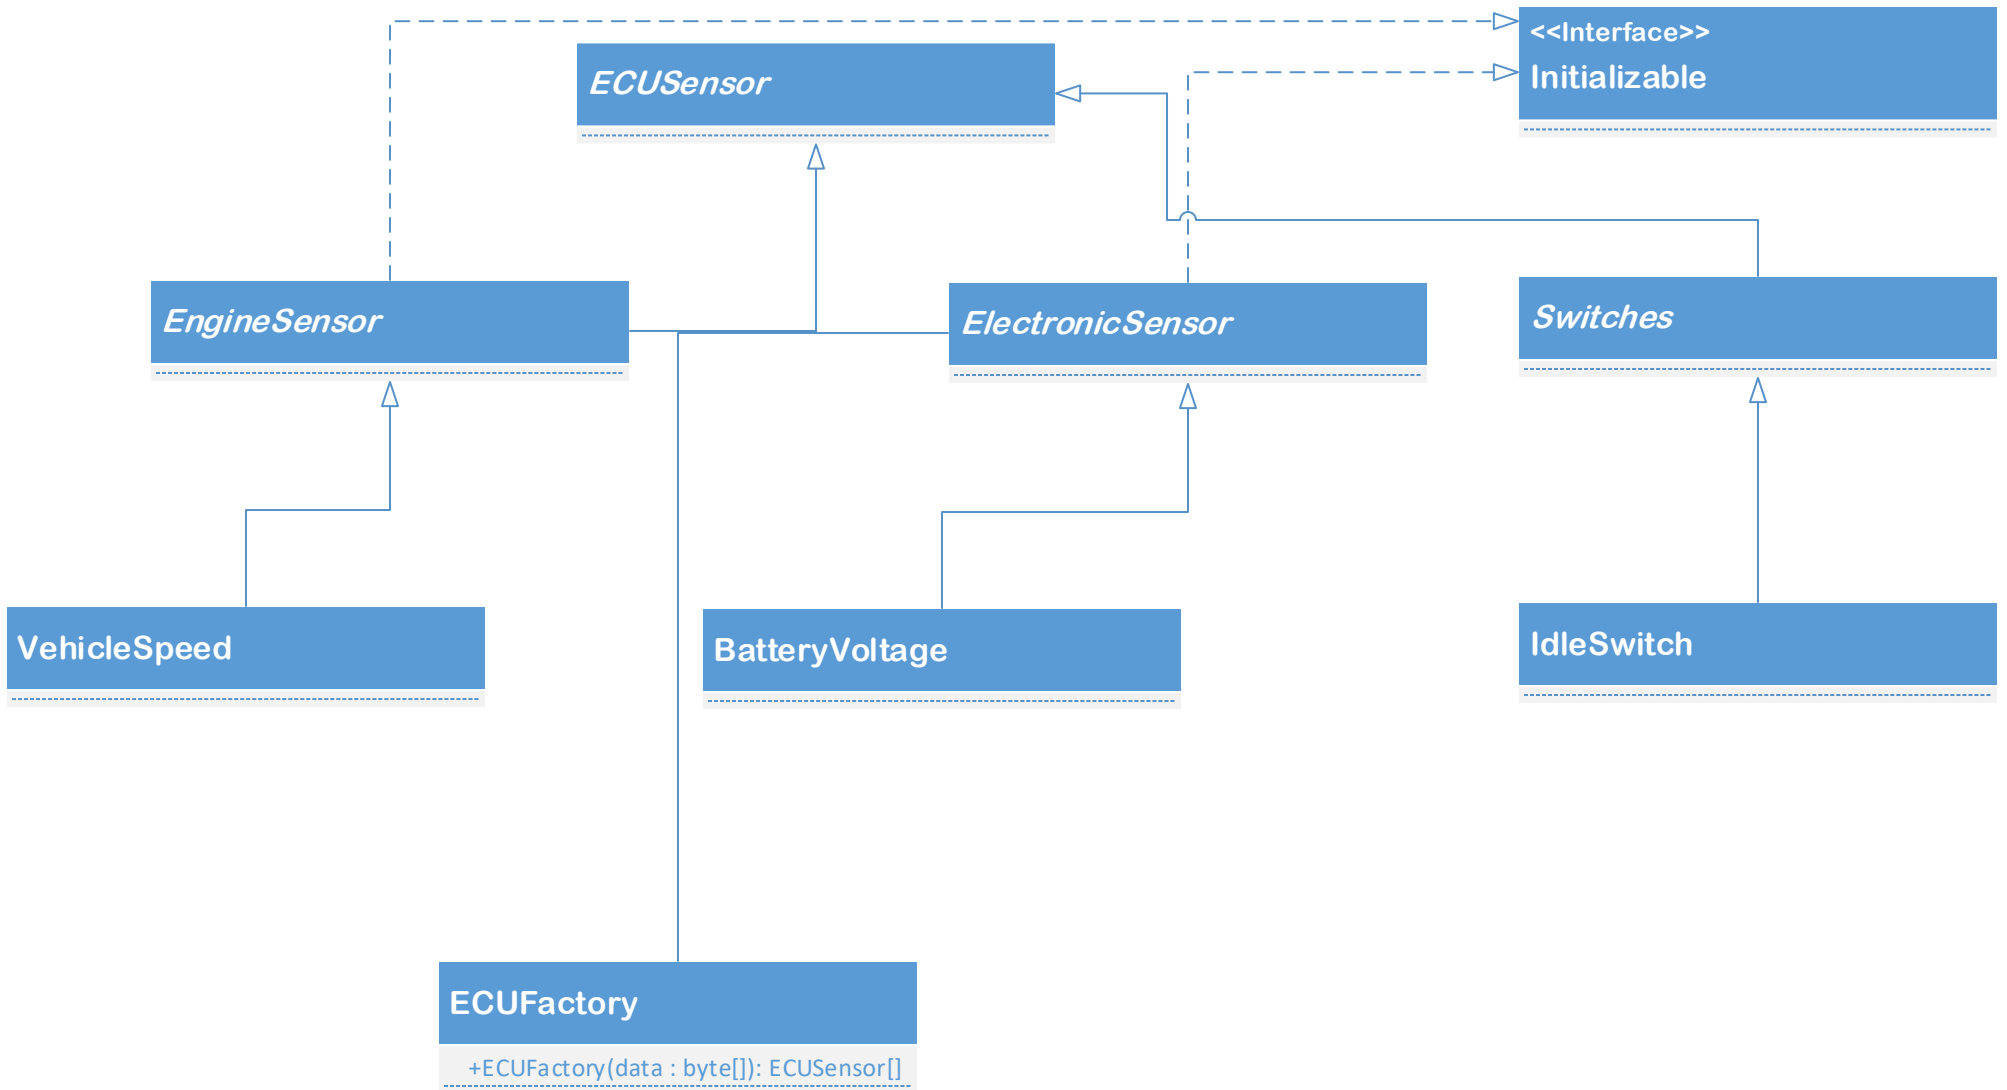 <<Interface>>
Initializable
ECUSensor
EngineSensor
ElectronicSensor
Switches
VehicleSpeed
BatteryVoltage
IdleSwitch
ECUFactory
+ECUFactory(data : byte[]): ECUSensor[]